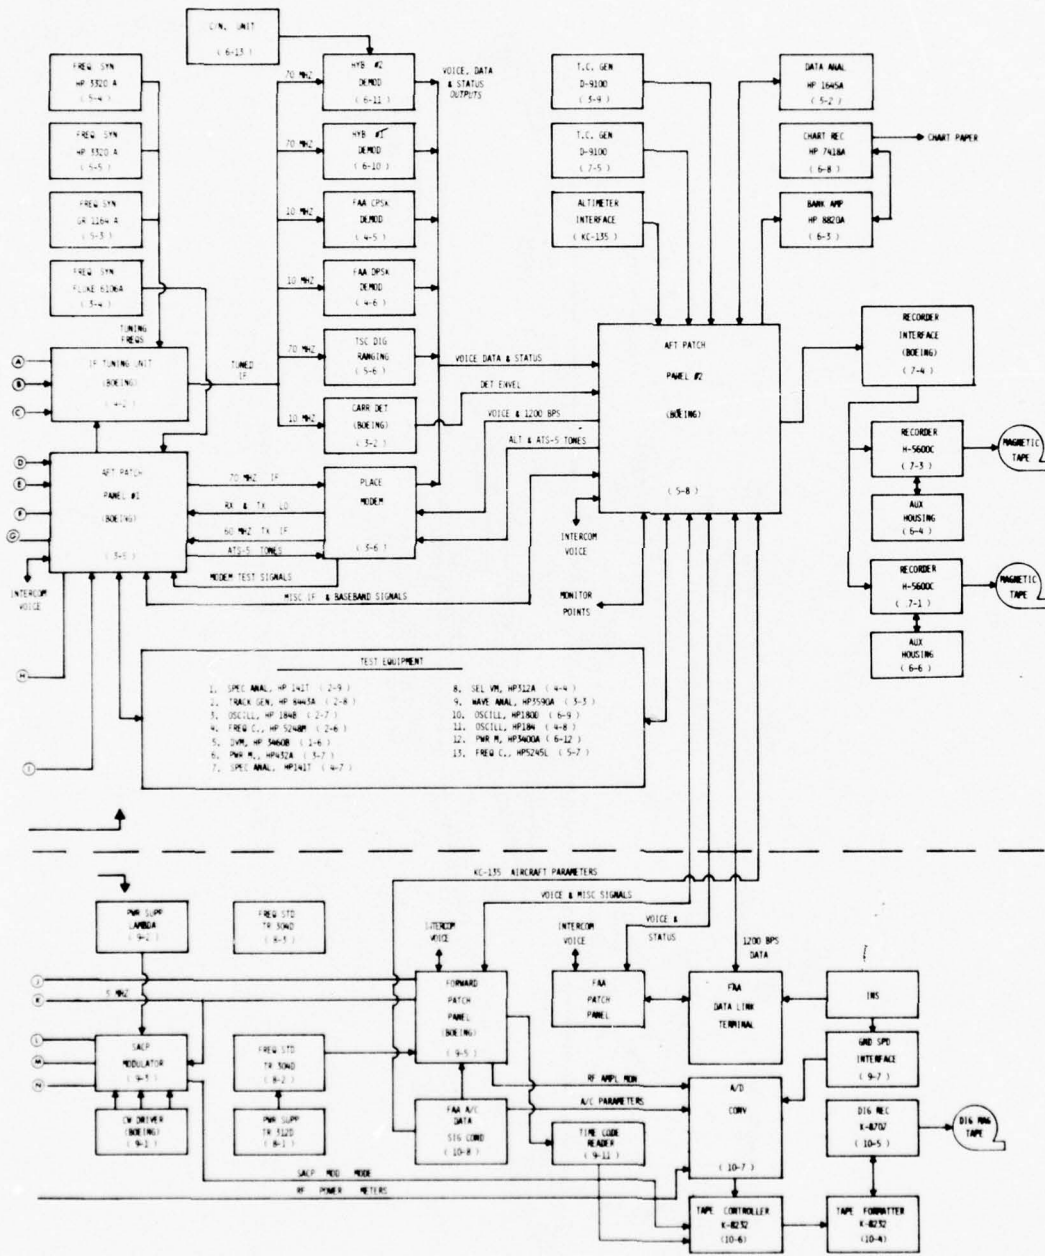 CIN. UNIT
( 6-13 )
FREQ. SYN
HP 3320 A
( 5-4 )
FREQ. SYN
HP 3320 A
( 5-5 )
FREQ SYN
GR 1164 A
( 5-3 )
FREQ. SYN
FLUKE 6106A
( 3-4 )
TUNING
FREQS
70 MHZ
HYB #2
DEMOD
( 6-11 )
70 MHZ
HYB #1
DEMOD
( 6-10 )
10 MHZ
FAA CPSK
DEMOD
( 4-5 )
10 MHZ
FAA DPSK
DEMOD
( 4-6 )
70 MHZ
TSC DIG
RANGING
( 5-6 )
10 MHZ
CARR DET
(BOEING)
( 3-2 )
VOICE, DATA
& STATUS
OUTPUTS
T.C. GEN
D-9100
( 3-9 )
T.C. GEN
D-9100
( 7-5 )
ALTIMETER
INTERFACE
( KC-135 )
DATA ANAL
HP 1645A
( 5-2 )
CHART REC
HP 7418A
( 6-8 )
CHART PAPER
BANK AMP
HP 8820A
( 6-3 )
A
B
C
IF TUNING UNIT
(BOEING)
( 4-2 )
TUNED
IF
D
E
F
G
AFT PATCH
PANEL #1
(BOEING)
( 3-5 )
INTERCOM
VOICE
H
I
70 MHZ IF
RX & TX LO
60 MHZ TX IF
ATS-5 TONES
MODEM TEST SIGNALS
PLACE
MODEM
( 3-6 )
VOICE DATA & STATUS
DET ENVEL
VOICE & 1200 BPS
ALT & ATS-5 TONES
MISC IF & BASEBAND SIGNALS
AFT PATCH
PANEL #2
(BOEING)
( 5-8 )
INTERCOM
VOICE
MONITOR
POINTS
RECORDER
INTERFACE
(BOEING)
( 7-4 )
RECORDER
H-5600C
( 7-3 )
MAGNETIC
TAPE
AUX
HOUSING
( 6-4 )
RECORDER
H-5600C
( 7-1 )
MAGNETIC
TAPE
AUX
HOUSING
( 6-6 )
TEST EQUIPMENT
1. SPEC ANAL, HP 141T ( 2-9 )
2. TRACK GEN, HP 8443A ( 2-8 )
3. OSCILL, HP 184B ( 2-7 )
4. FREQ C., HP 5248M ( 2-6 )
5. DVM, HP 3460B ( 1-6 )
6. PWR M., HP432A ( 3-7 )
7. SPEC ANAL, HP141T ( 4-7 )
8. SEL VM, HP312A ( 4-4 )
9. WAVE ANAL, HP3590A ( 3-3 )
10. OSCILL, HP180D ( 6-9 )
11. OSCILL, HP184 ( 4-8 )
12. PWR M, HP3400A ( 6-12 )
13. FREQ C., HP5245L ( 5-7 )
KC-135 AIRCRAFT PARAMETERS
VOICE & MISC SIGNALS
VOICE &
STATUS
1200 BPS
DATA
PWR SUPP
LAMBDA
( 9-2 )
FREQ STD
TR 304D
( 8-3 )
INTERCOM
VOICE
INTERCOM
VOICE
J
K
5 MHZ
L
M
N
SACP
MODULATOR
( 9-3 )
CW DRIVER
(BOEING)
( 9-1 )
FREQ STD
TR 304D
( 8-2 )
PWR SUPP
TR 312D
( 8-1 )
FORWARD
PATCH
PANEL
(BOEING)
( 9-5 )
FAA
PATCH
PANEL
FAA
DATA LINK
TERMINAL
INS
GND SPD
INTERFACE
( 9-7 )
RF AMPL MON
A/C PARAMETERS
FAA A/C
DATA
SIG COND
( 10-8 )
TIME CODE
READER
( 9-11 )
A/D
CONV
( 10-7 )
DIG REC
K-8707
( 10-5 )
DIG MAG
TAPE
SACP MOD MODE
RF POWER METERS
TAPE CONTROLLER
K-8232
(10-6)
TAPE FORMATTER
K-8232
(10-4)